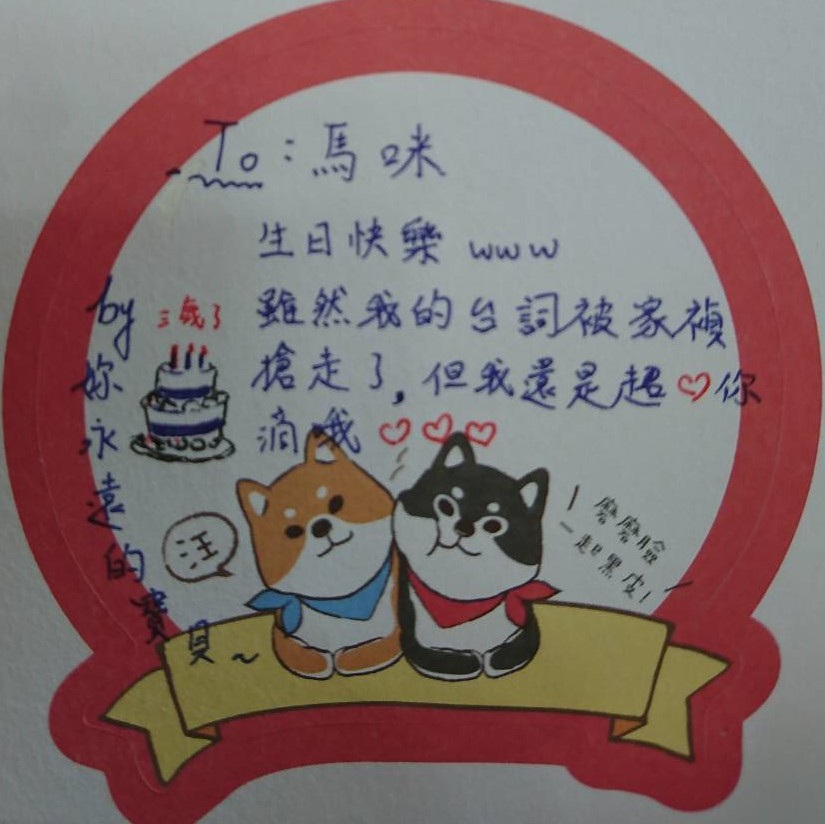 To：馬咪
生日快樂 www
雖然我的台詞被家禎
搶走了，但我還是超♡你
滴哦♡♡♡
三歲了
by
妳
永
遠
的
寶
貝~
汪
磨磨臉
一起黑皮!